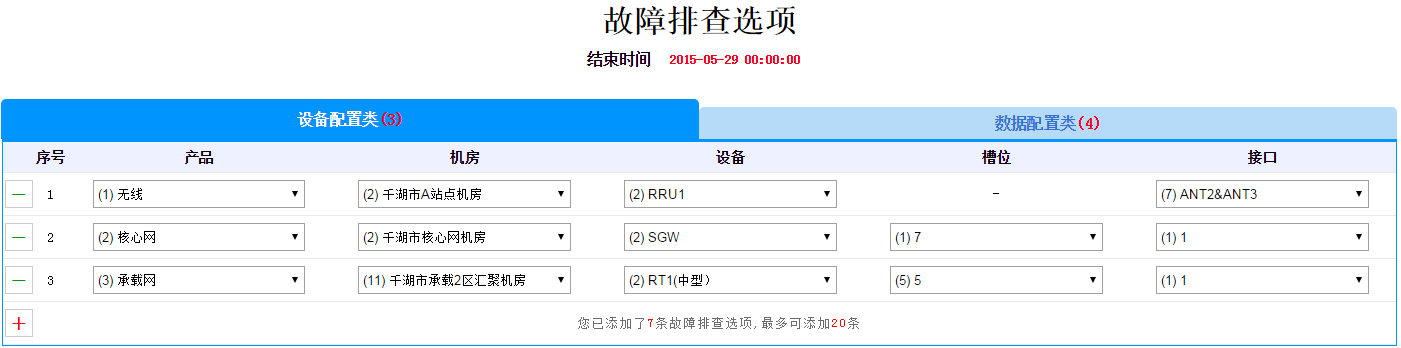 故障排查选项
结束时间 2015-05-29 00:00:00
设备配置类(3) 数据配置类(4)
序号 产品 机房 设备 槽位 接口
— 1 (1) 无线 (2) 千湖市A站点机房 (2) RRU1 - (7) ANT2&ANT3
— 2 (2) 核心网 (2) 千湖市核心网机房 (2) SGW (1) 7 (1) 1
— 3 (3) 承载网 (11) 千湖市承载2区汇聚机房 (2) RT1(中型） (5) 5 (1) 1
+ 您已添加了7条故障排查选项, 最多可添加20条